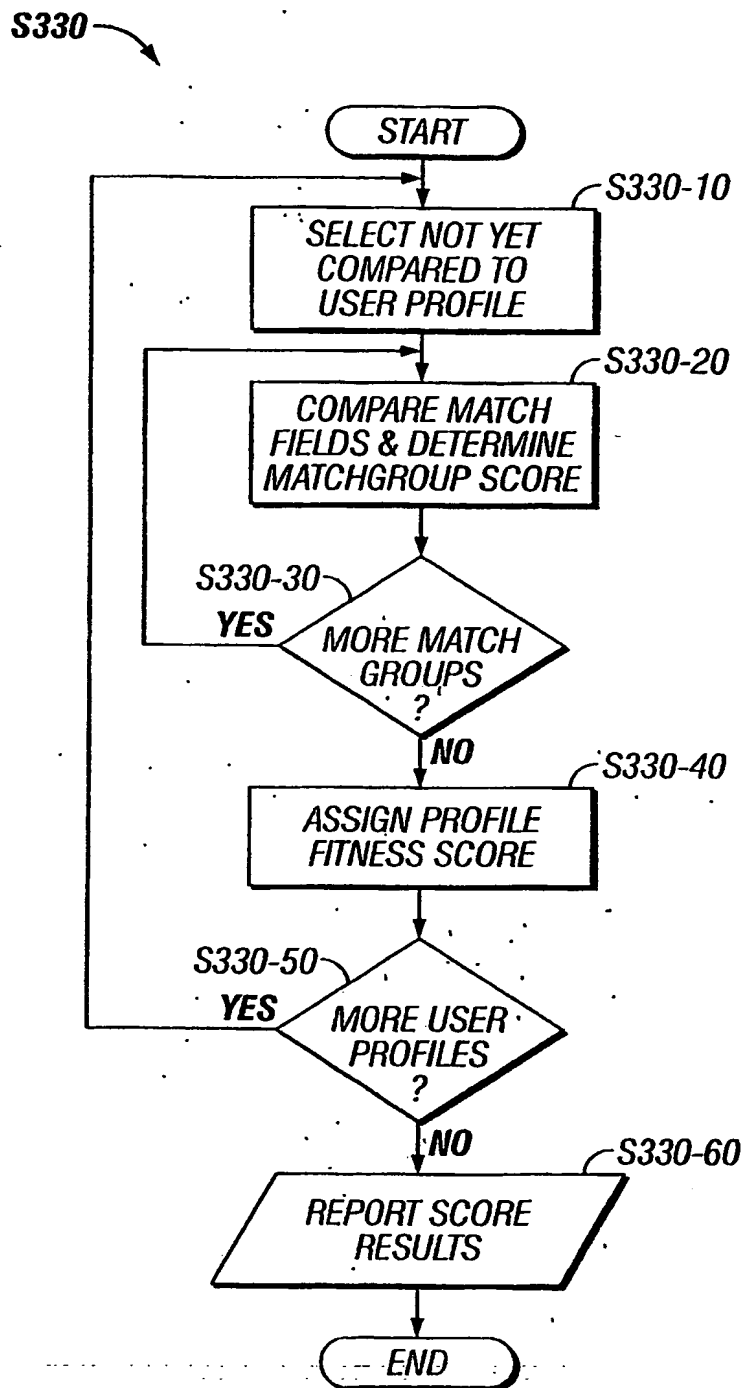 S330
START
S330-10
SELECT NOT YET
COMPARED TO
USER PROFILE
S330-20
COMPARE MATCH
FIELDS & DETERMINE
MATCHGROUP SCORE
S330-30
YES
MORE MATCH
GROUPS
?
NO
S330-40
ASSIGN PROFILE
FITNESS SCORE
S330-50
YES
MORE USER
PROFILES
?
NO
S330-60
REPORT SCORE
RESULTS
END